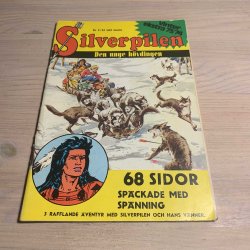 Silverpilen
Den unge hövdingen
68 SIDOR
SPÄCKADE MED
SPÄNNING
3 RAFFLANDE ÄVENTYR MED SILVERPILEN OCH HANS VÄNNER.